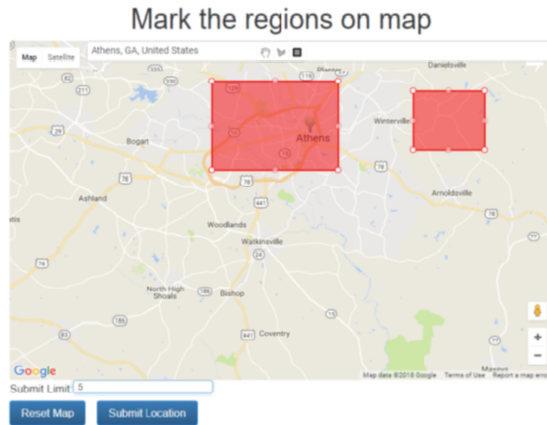 Mark the regions on map
Map Satellite
Athens, GA, United States
Danielsville
Winterville
Athens
Bogart
Arnoldsville
Ashland
Woodlands
Watkinsville
North High
Shoals
Bishop
Coventry
Google
Map data ©2018 Google Terms of Use Report a map error
Submit Limit: 5
Reset Map Submit Location